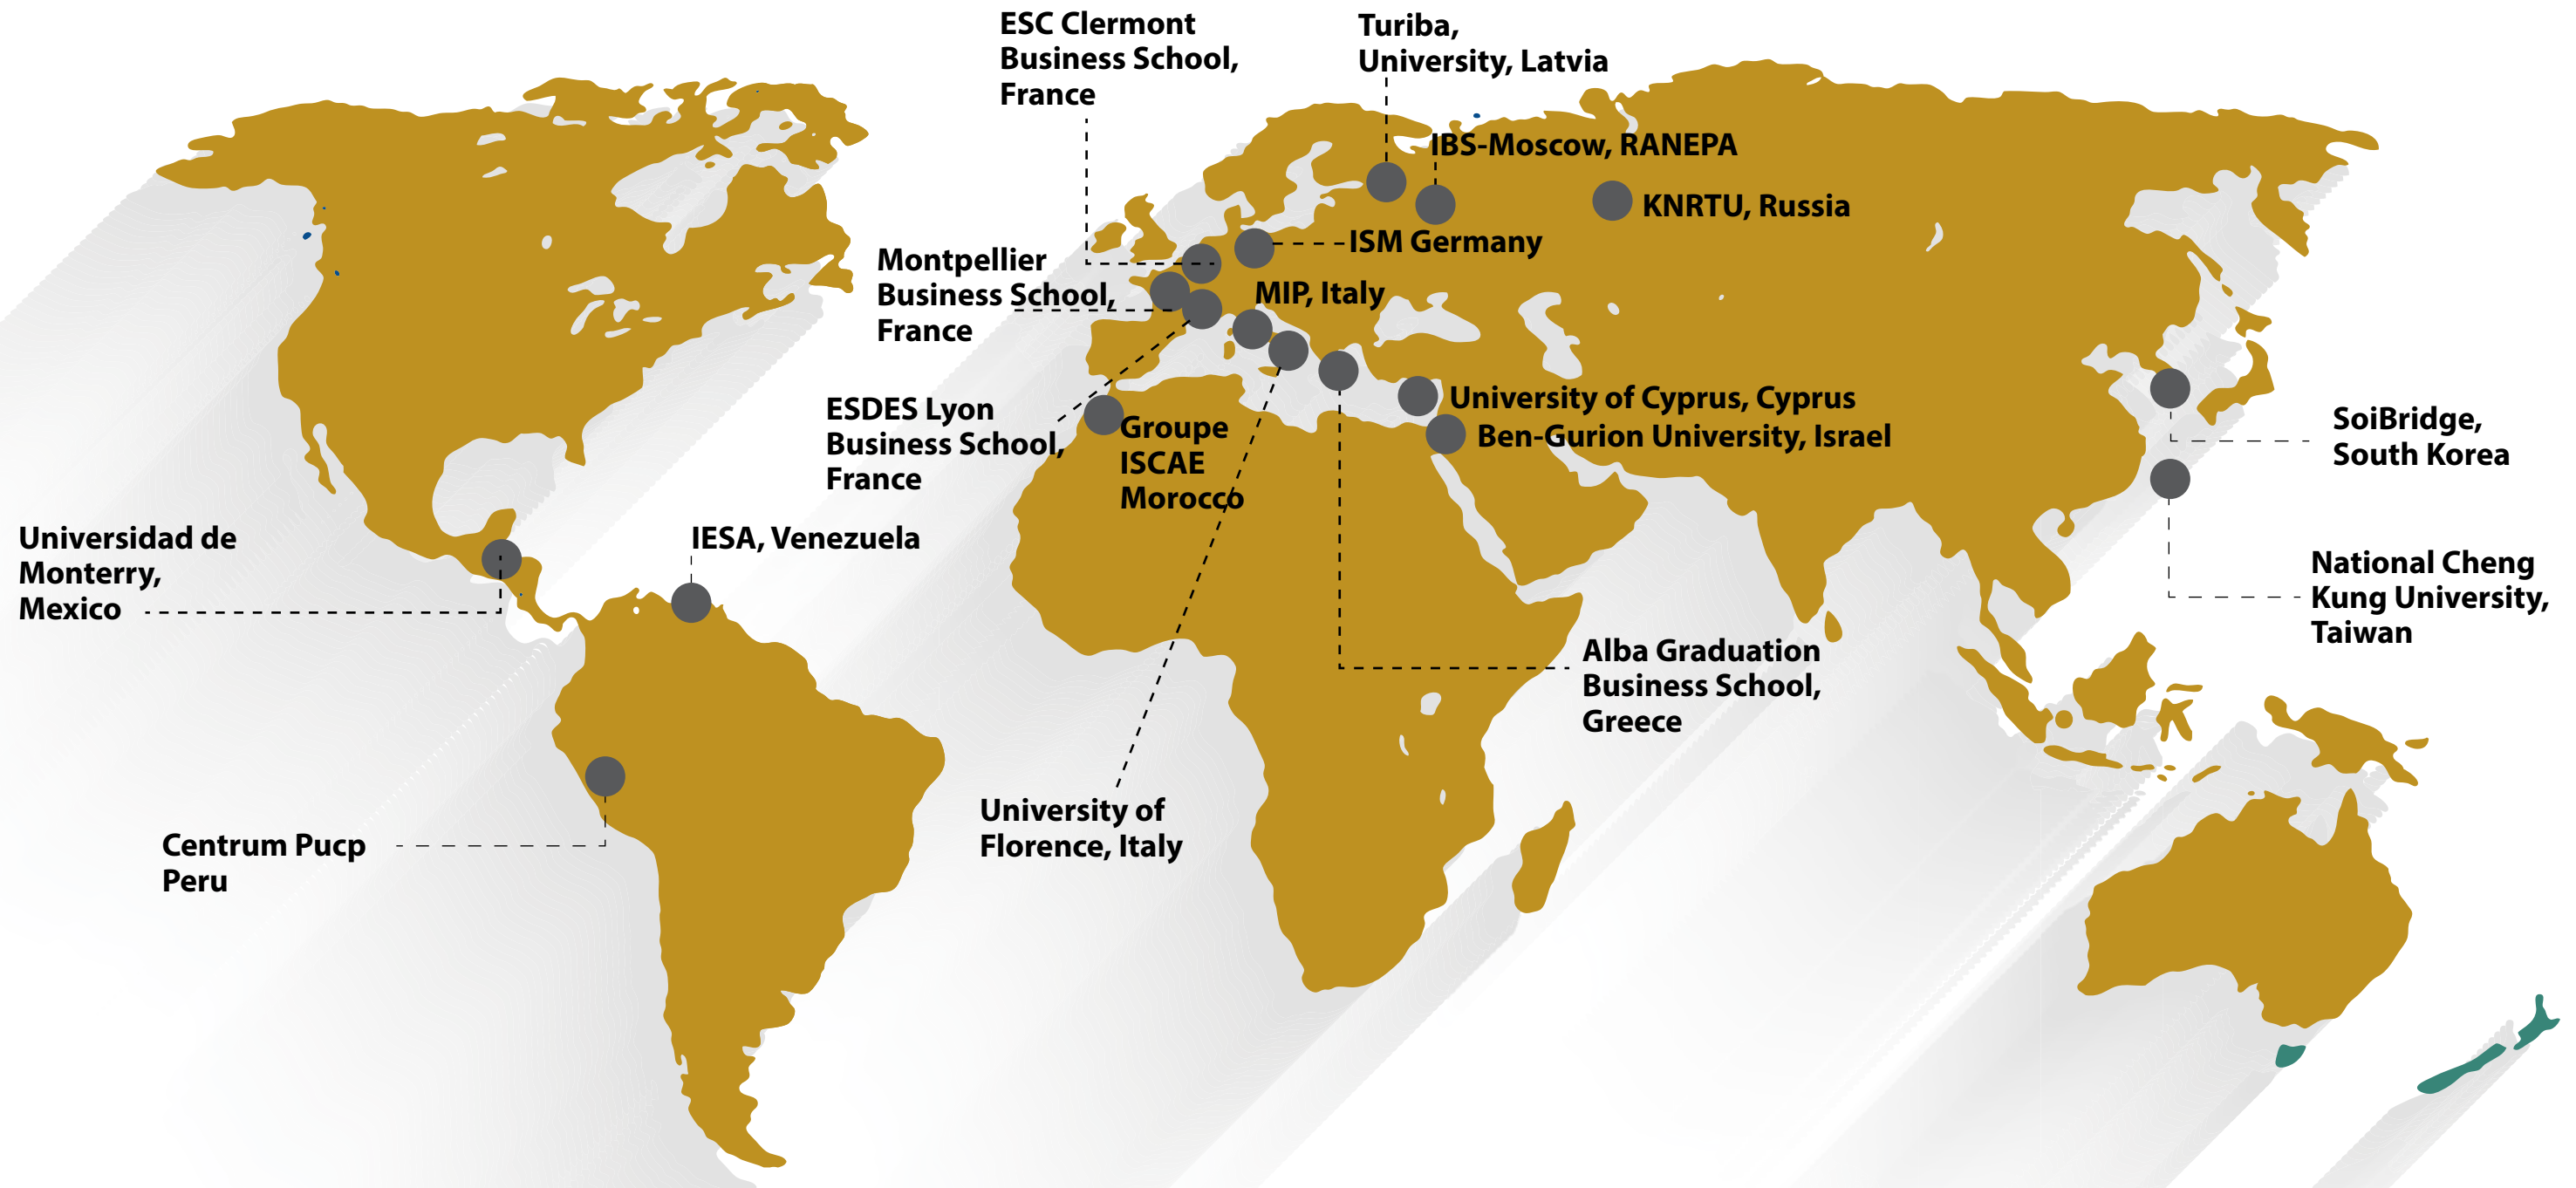 ESC Clermont
Business School,
France
Turiba,
University, Latvia
IBS-Moscow, RANEPA
KNRTU, Russia
ISM Germany
Montpellier
Business School,
France
MIP, Italy
ESDES Lyon
Business School,
France
Groupe
ISCAE
Morocco
University of Cyprus, Cyprus
Ben-Gurion University, Israel
SoiBridge,
South Korea
Universidad de
Monterry,
Mexico
IESA, Venezuela
National Cheng
Kung University,
Taiwan
Alba Graduation
Business School,
Greece
University of
Florence, Italy
Centrum Pucp
Peru